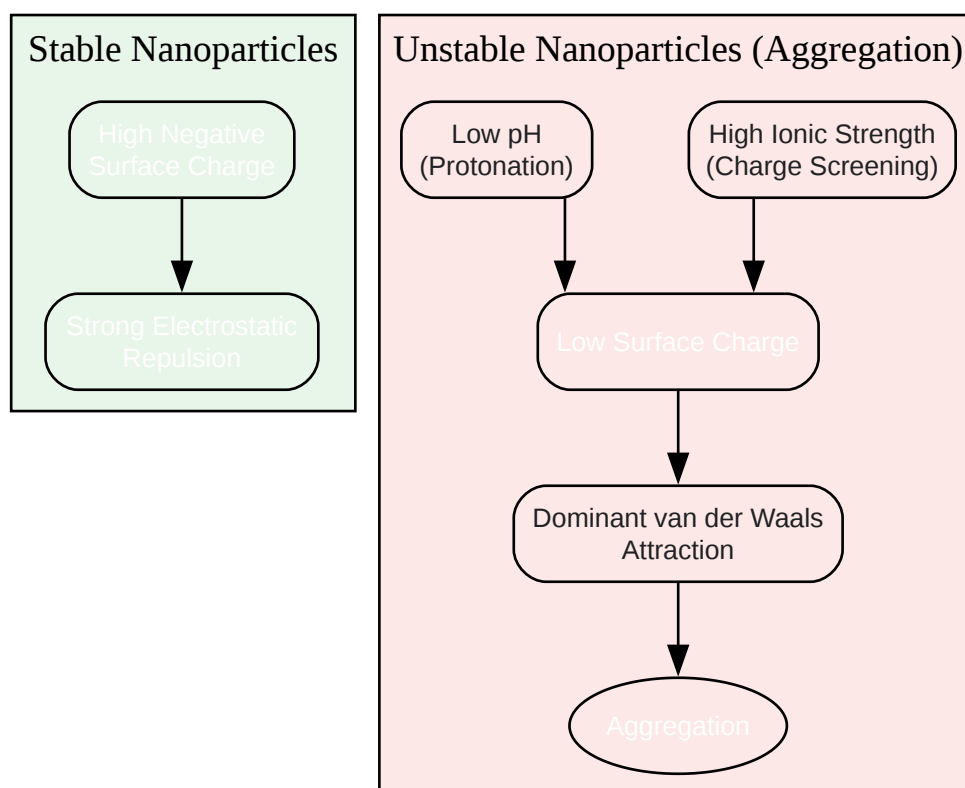 Stable Nanoparticles
High Negative
Surface Charge
Strong Electrostatic
Repulsion
Unstable Nanoparticles (Aggregation)
Low pH
(Protonation)
High Ionic Strength
(Charge Screening)
Low Surface Charge
Dominant van der Waals
Attraction
Aggregation